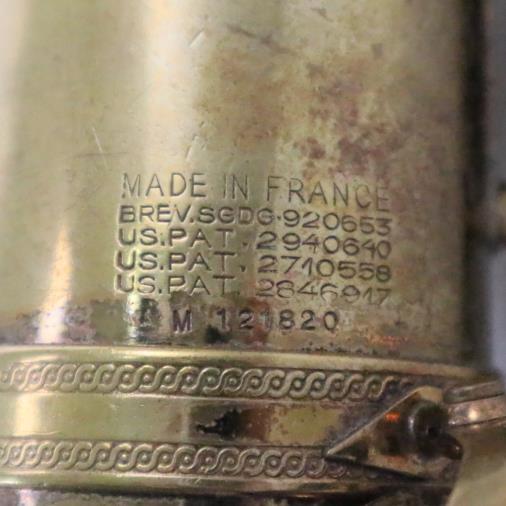 MADE IN FRANCE
BREV.SGDG.920653
US.PAT. 2940640
US.PAT. 2710558
US.PAT. 2846917
M 121820